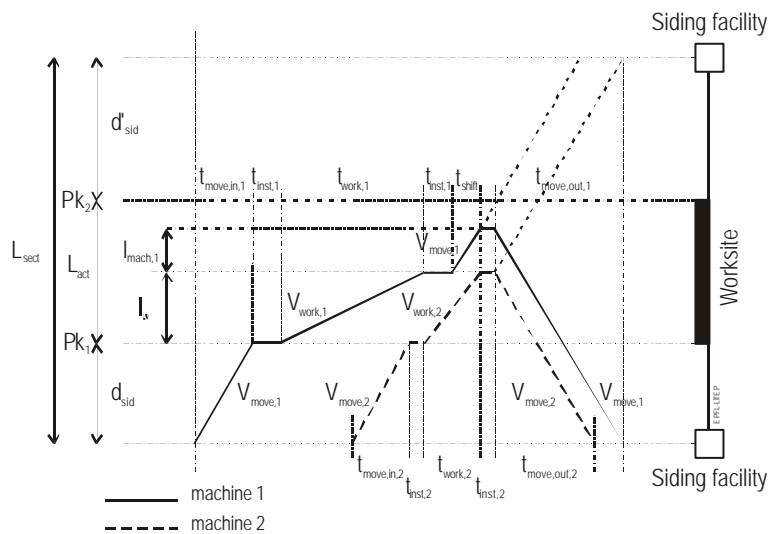 Siding facility
d'sid
tmove,in,1 tinst,1 twork,1 tinst,1 tshift tmove,out,1
Pk2
Lsect
Lact
lmach,1
Vmove,1
Worksite
Vwork,1
Vwork,2
Pk1
dsid
Vmove,1
Vmove,2
Vmove,2
Vmove,1
EPFL-LITEP
tmove,in,2 twork,2 tmove,out,2
tinst,2 tinst,2
Siding facility
machine 1
machine 2